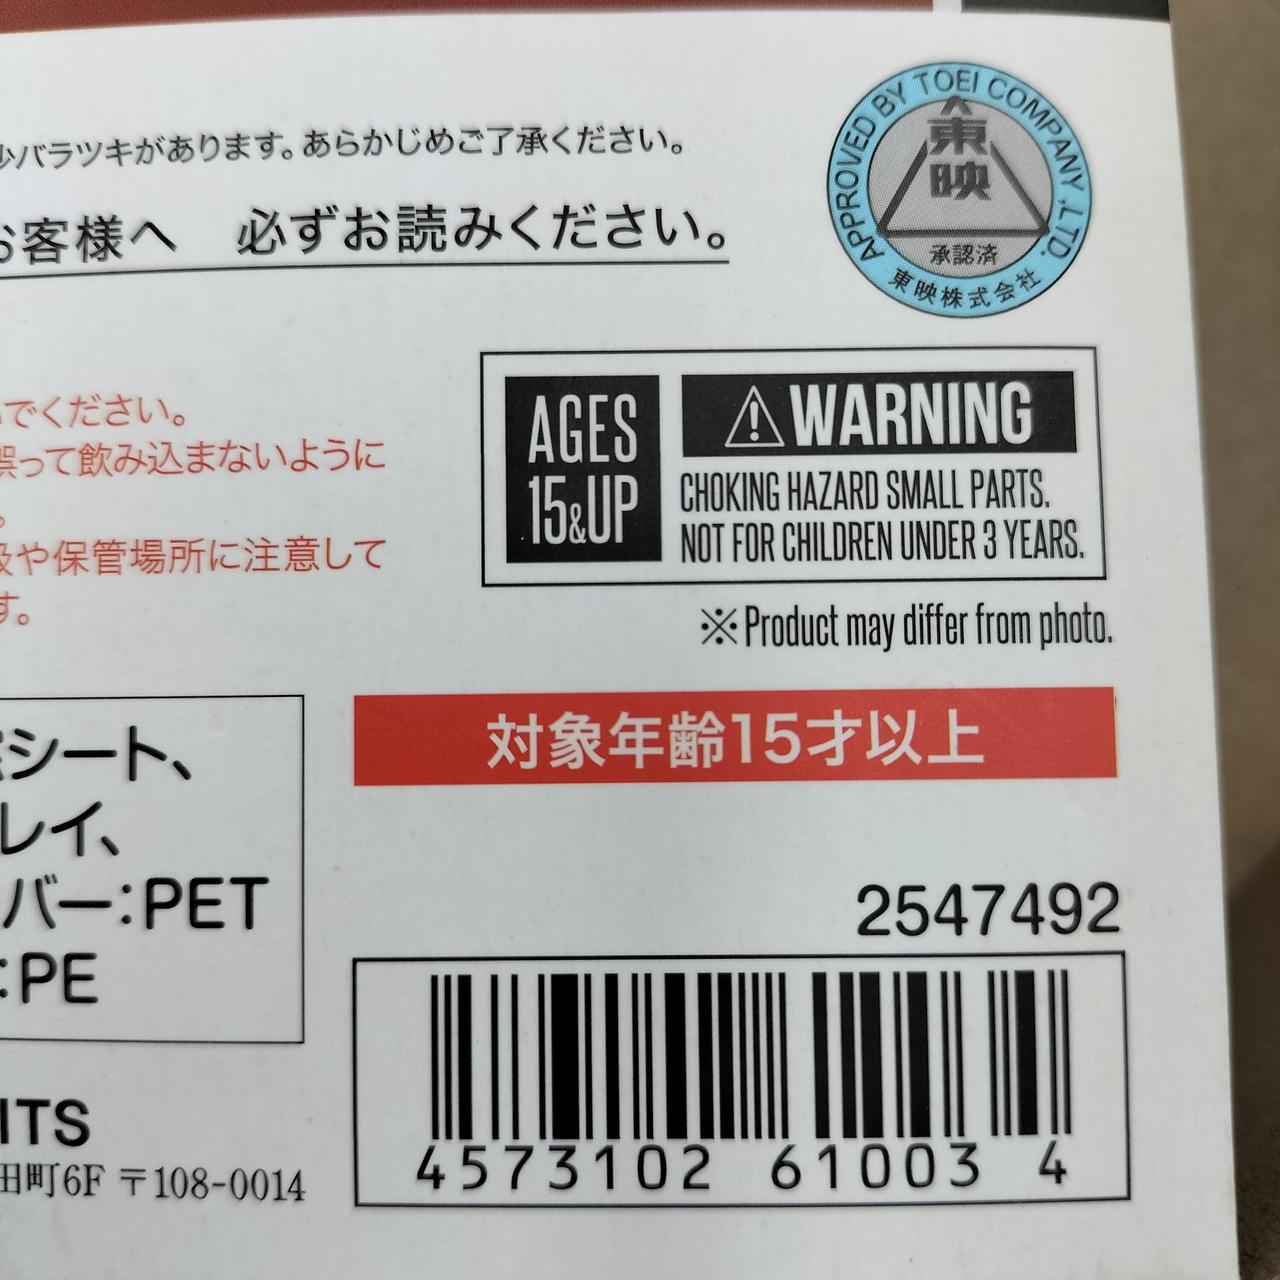 少バラツキがあります。あらかじめご了承ください。
お客様へ 必ずお読みください。
APPROVED BY TOEI COMPANY, LTD.
東映
承認済
東映株式会社
いでください。
誤って飲み込まないように
。
扱や保管場所に注意して
す。
AGES
15&UP
⚠WARNING
CHOKING HAZARD SMALL PARTS.
NOT FOR CHILDREN UNDER 3 YEARS.
※Product may differ from photo.
対象年齢15才以上
シート、
レイ、
バー:PET
:PE
2547492
4573102 61003 4
ITS
田町6F 〒108-0014